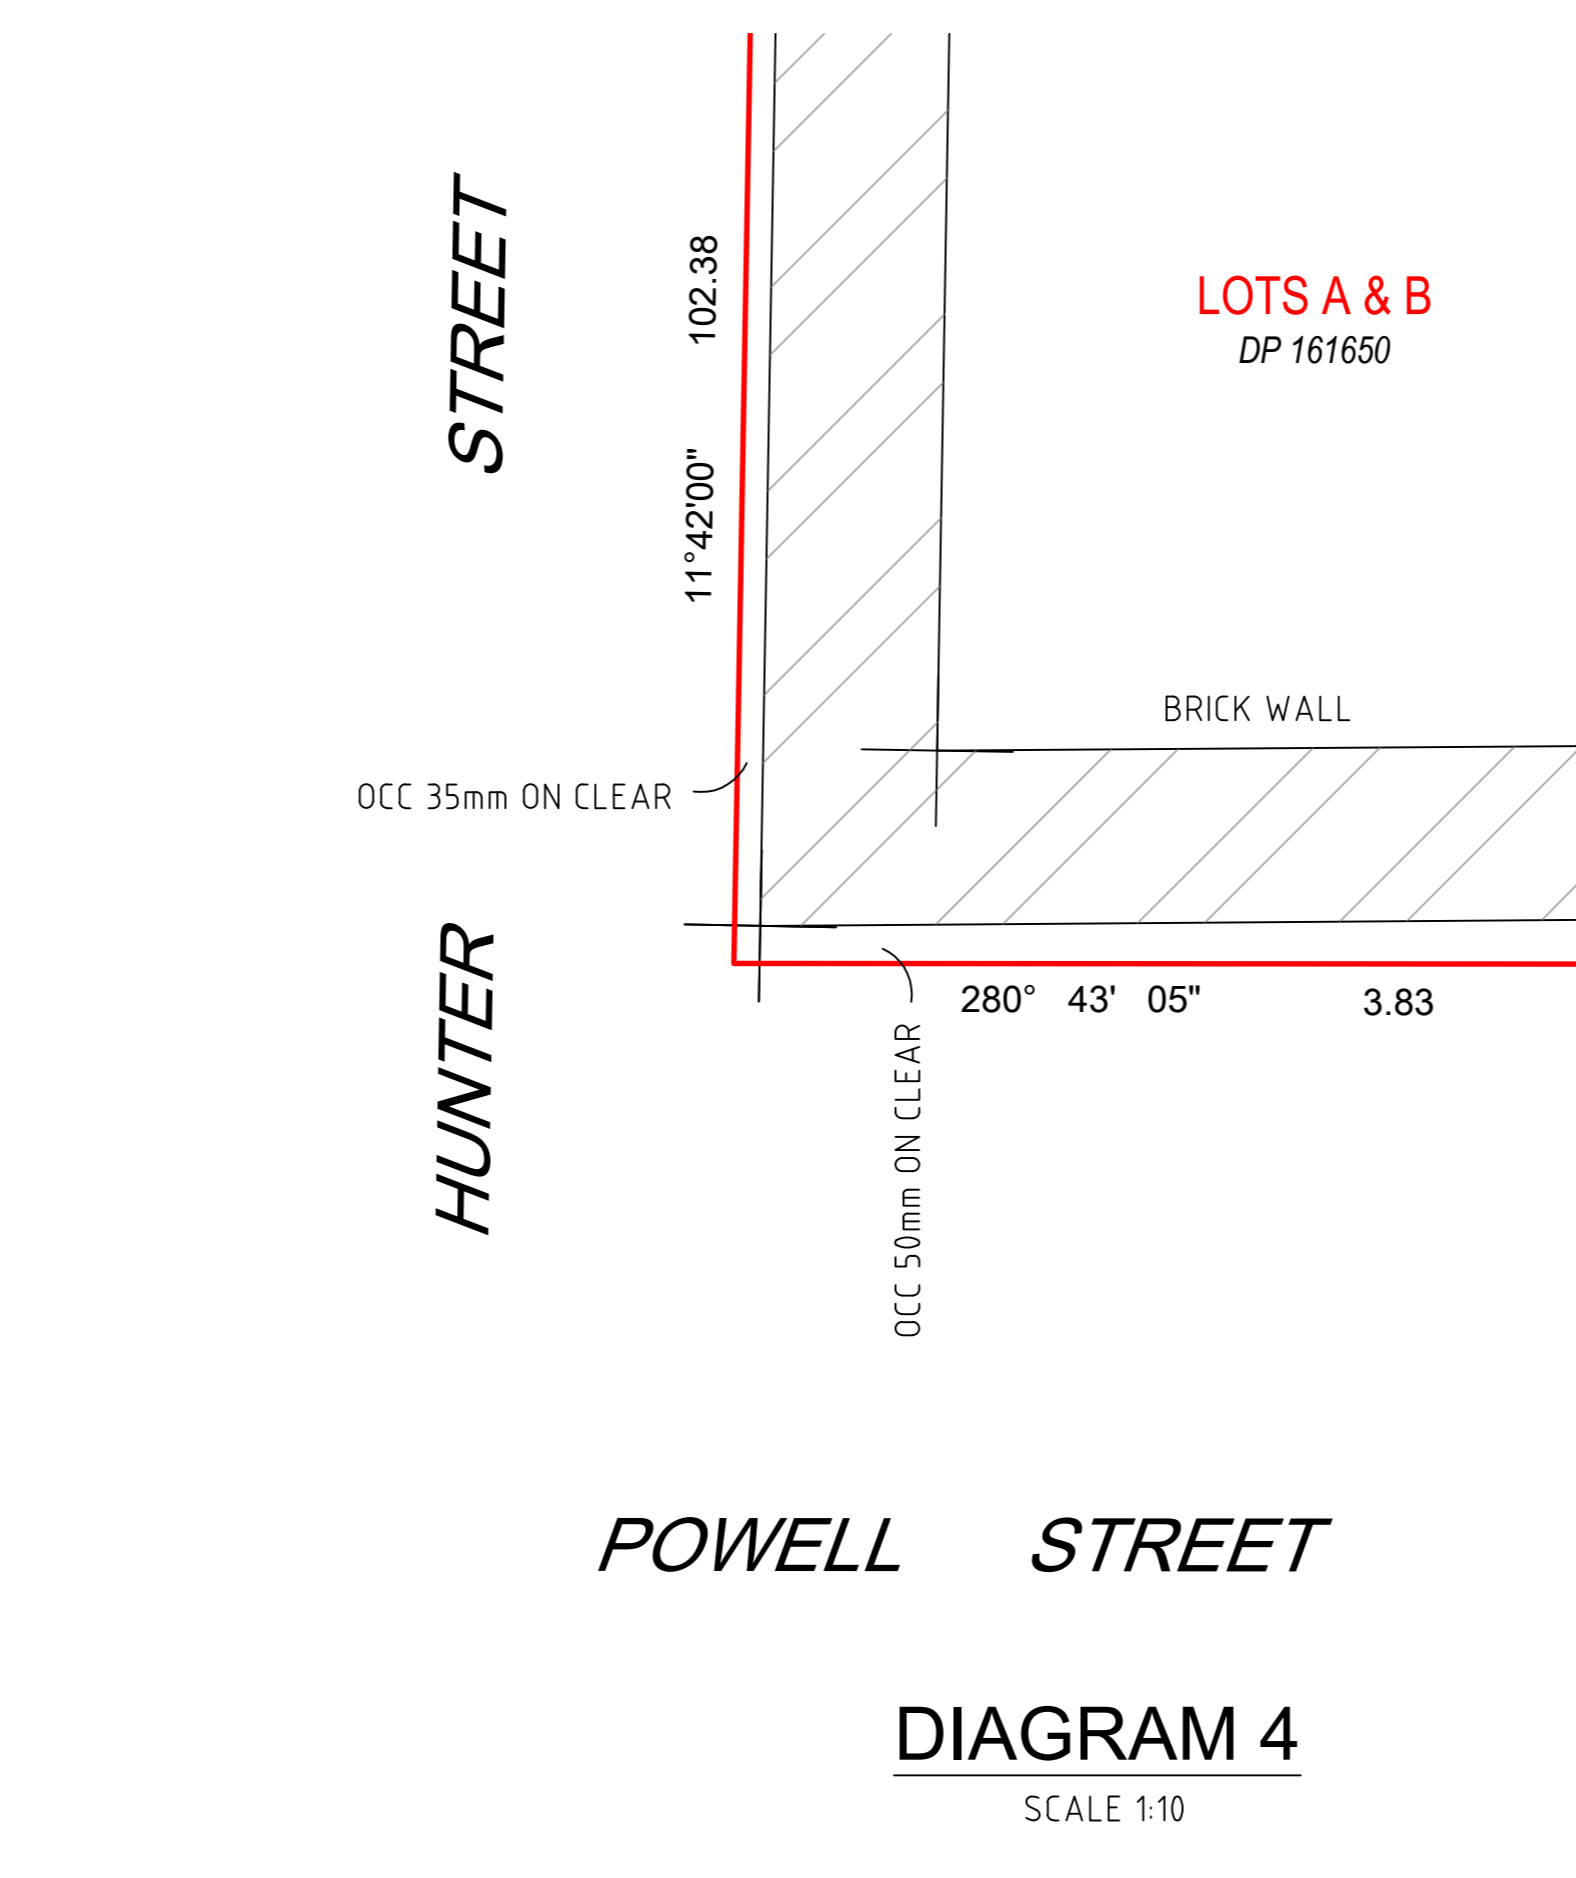 HUNTER STREET
11°42'00" 102.38
LOTS A & B
DP 161650
BRICK WALL
OCC 35mm ON CLEAR
280° 43' 05" 3.83
OCC 50mm ON CLEAR
POWELL STREET
DIAGRAM 4
SCALE 1:10